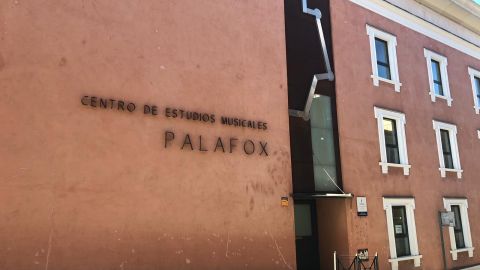 CENTRO DE ESTUDIOS MUSICALES
PALAFOX